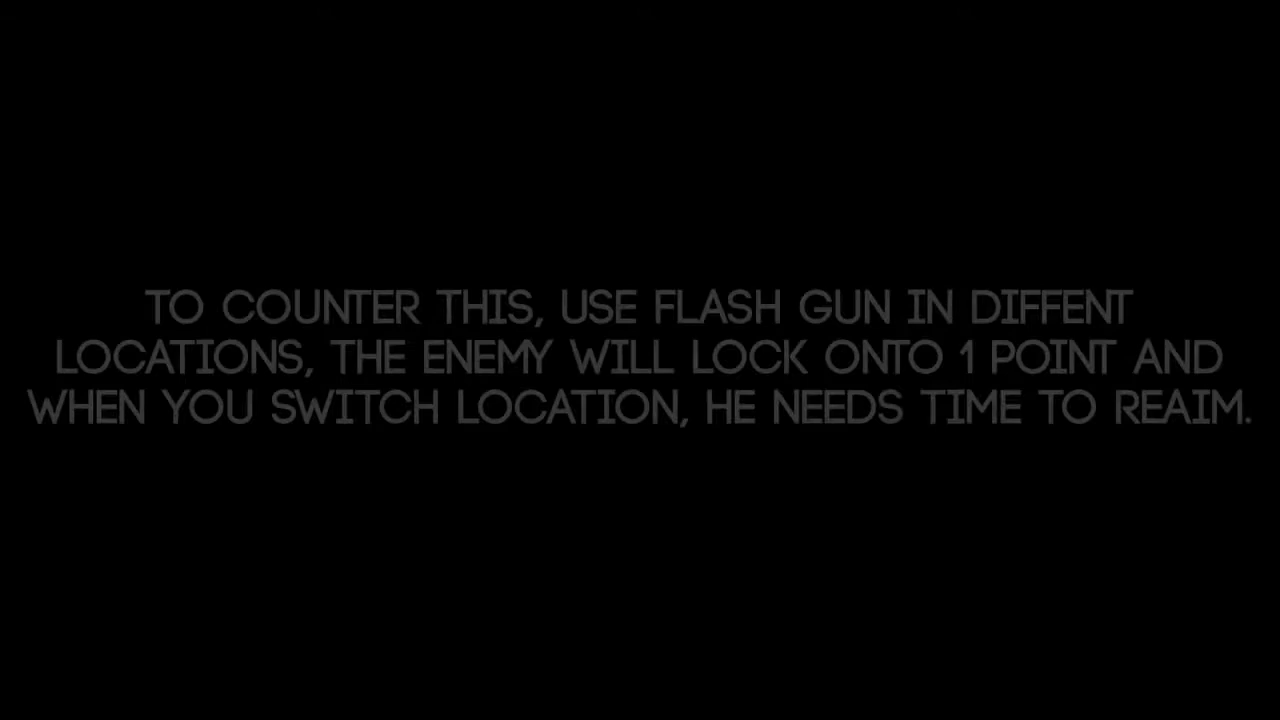 TO COUNTER THIS, USE FLASH GUN IN DIFFENT
LOCATIONS, THE ENEMY WILL LOCK ONTO 1 POINT AND
WHEN YOU SWITCH LOCATION, HE NEEDS TIME TO REAIM.